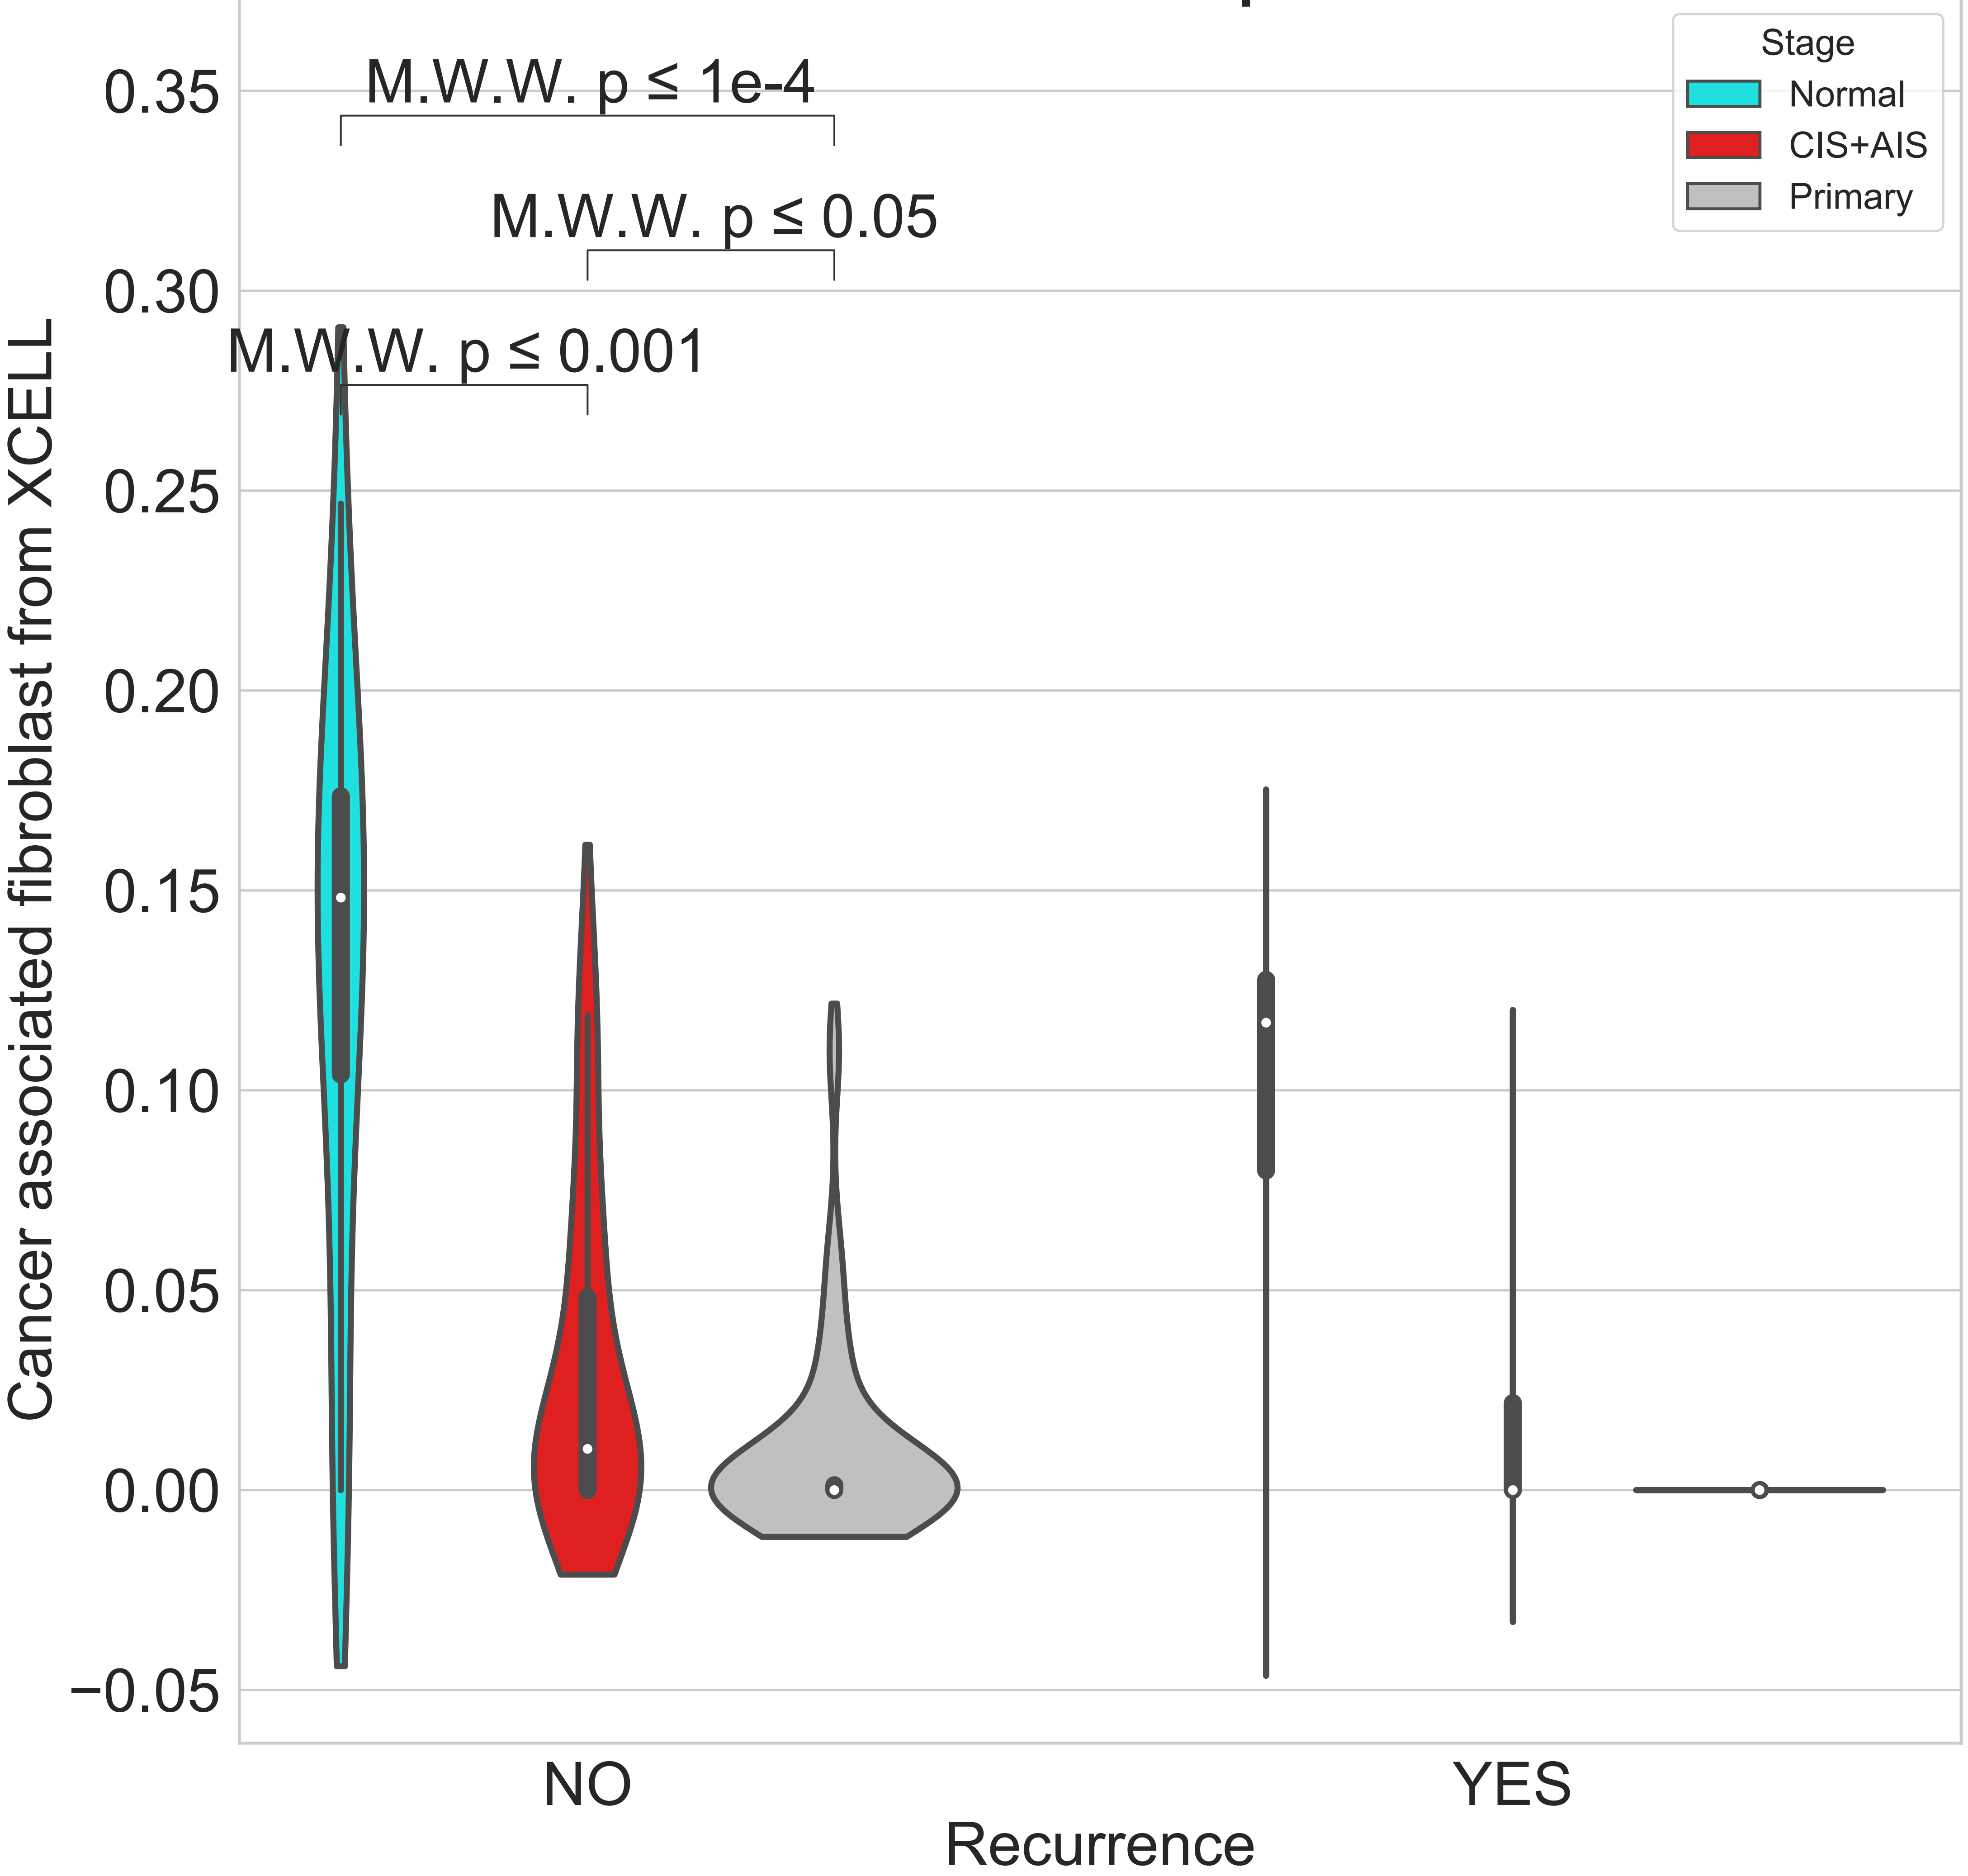 M.W.W. p ≤ 1e-4
M.W.W. p ≤ 0.05
M.W.W. p ≤ 0.001
Stage
Normal
CIS+AIS
Primary
Cancer associated fibroblast from XCELL
0.35
0.30
0.25
0.20
0.15
0.10
0.05
0.00
−0.05
NO
YES
Recurrence